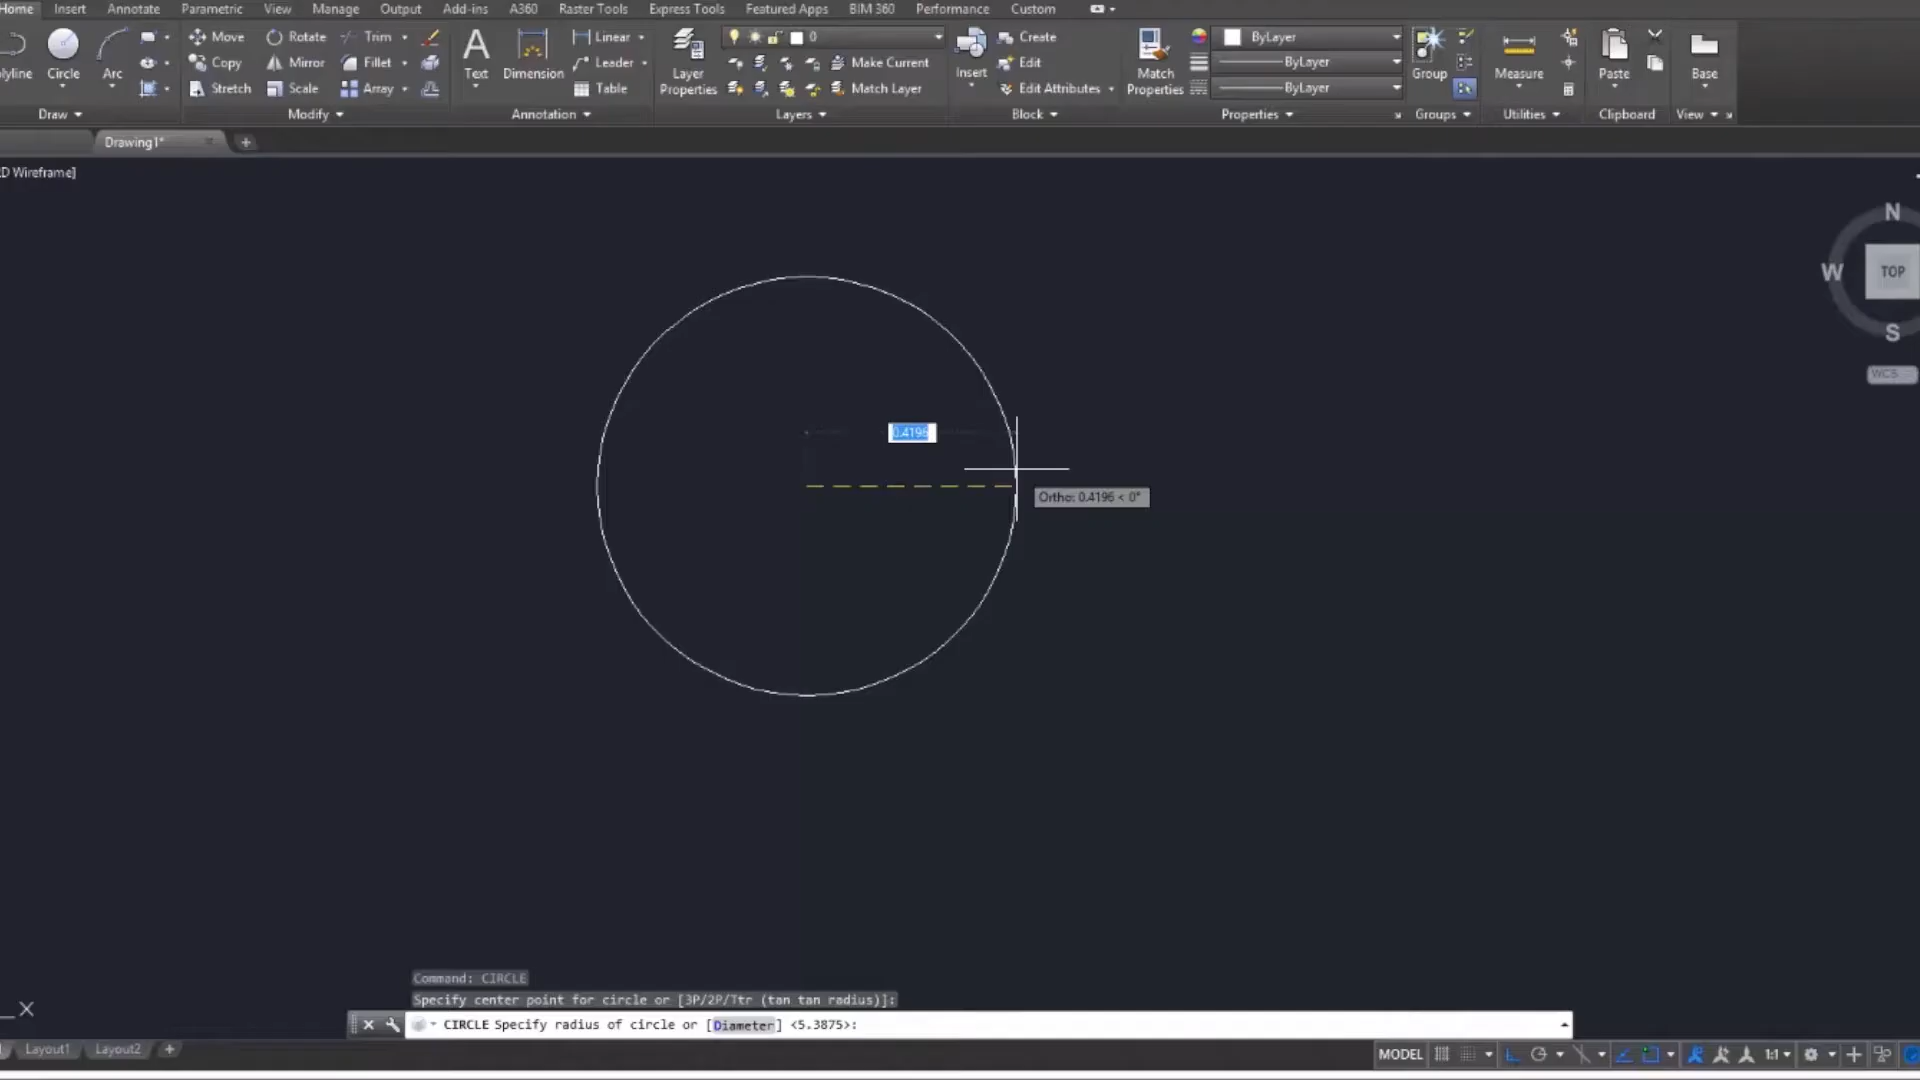 Home Insert Annotate Parametric View Manage Output Add-ins A360 Raster Tools Express Tools Featured Apps BIM 360 Performance Custom
olyline Circle Arc
Move Rotate Trim
Copy Mirror Fillet
Stretch Scale Array
Text Dimension
Linear
Leader
Table
Layer
Properties
0
Make Current
Match Layer
Insert
Create
Edit
Edit Attributes
Match
Properties
ByLayer
ByLayer
ByLayer
Group Measure Paste Base
Draw Modify Annotation Layers Block Properties Groups Utilities Clipboard View
Drawing1*
D Wireframe]
N
W TOP
S
WCS
0.4196
Ortho: 0.4196 < 0°
Command: CIRCLE
Specify center point for circle or [3P/2P/Ttr (tan tan radius)]:
CIRCLE Specify radius of circle or [Diameter] <5.3875>:
X
Layout1 Layout2 +
MODEL 1:1